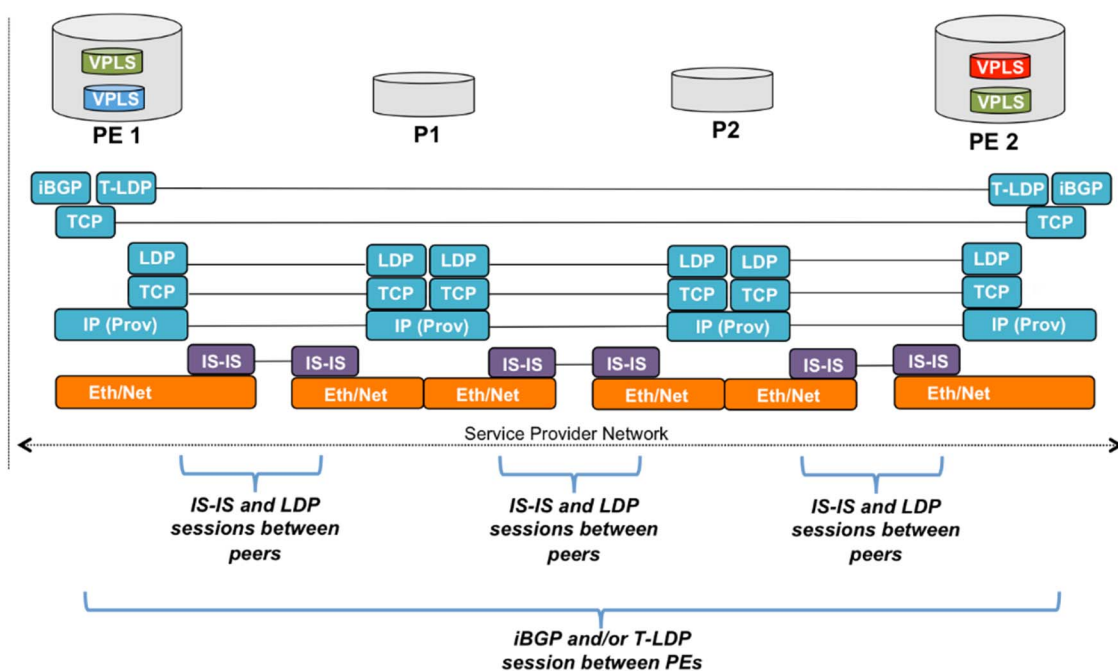 VPLS
VPLS
PE 1
P1
P2
VPLS
VPLS
PE 2
iBGP T-LDP T-LDP iBGP
TCP TCP
LDP LDP LDP LDP LDP LDP
TCP TCP TCP TCP TCP TCP
IP (Prov) IP (Prov) IP (Prov) IP (Prov)
IS-IS IS-IS IS-IS IS-IS IS-IS IS-IS
Eth/Net Eth/Net Eth/Net Eth/Net Eth/Net Eth/Net
Service Provider Network
IS-IS and LDP
sessions between
peers
IS-IS and LDP
sessions between
peers
IS-IS and LDP
sessions between
peers
iBGP and/or T-LDP
session between PEs